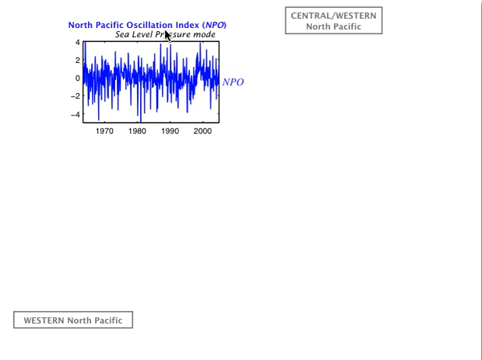 North Pacific Oscillation Index (NPO)
Sea Level Pressure mode
CENTRAL/WESTERN
North Pacific
4
2
0
−2
−4
NPO
1970 1980 1990 2000
WESTERN North Pacific